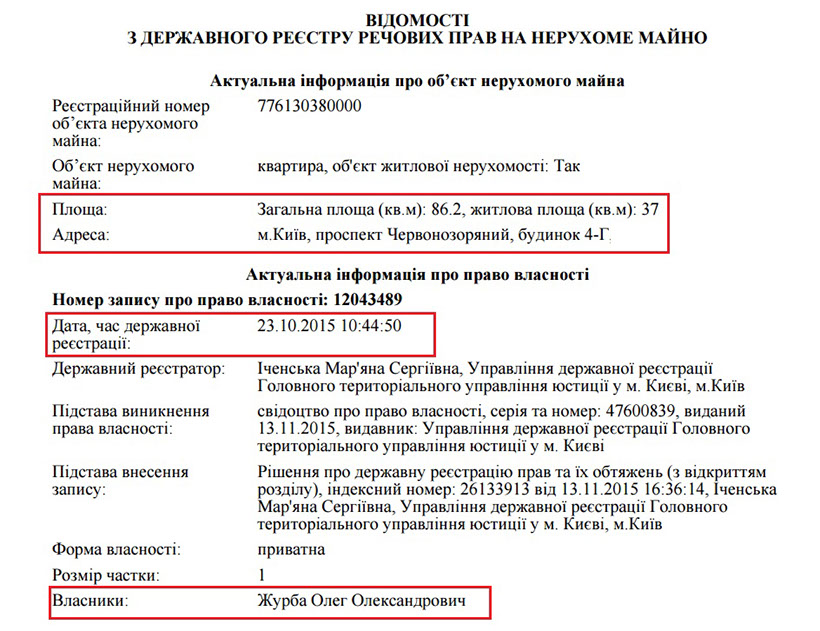 ВІДОМОСТІ
З ДЕРЖАВНОГО РЕЄСТРУ РЕЧОВИХ ПРАВ НА НЕРУХОМЕ МАЙНО
Актуальна інформація про об’єкт нерухомого майна
Реєстраційний номер об’єкта нерухомого майна: 776130380000
Об’єкт нерухомого майна: квартира, об'єкт житлової нерухомості: Так
Площа: Загальна площа (кв.м): 86.2, житлова площа (кв.м): 37
Адреса: м.Київ, проспект Червонозоряний, будинок 4-Г
Актуальна інформація про право власності
Номер запису про право власності: 12043489
Дата, час державної реєстрації: 23.10.2015 10:44:50
Державний реєстратор: Іченська Мар'яна Сергіївна, Управління державної реєстрації
Головного територіального управління юстиції у м. Києві, м.Київ
Підстава виникнення права власності: свідоцтво про право власності, серія та номер: 47600839, виданий
13.11.2015, видавник: Управління державної реєстрації Головного
територіального управління юстиції у м. Києві
Підстава внесення запису: Рішення про державну реєстрацію прав та їх обтяжень (з відкриттям
розділу), індексний номер: 26133913 від 13.11.2015 16:36:14, Іченська
Мар'яна Сергіївна, Управління державної реєстрації Головного
територіального управління юстиції у м. Києві, м.Київ
Форма власності: приватна
Розмір частки: 1
Власники: Журба Олег Олександрович